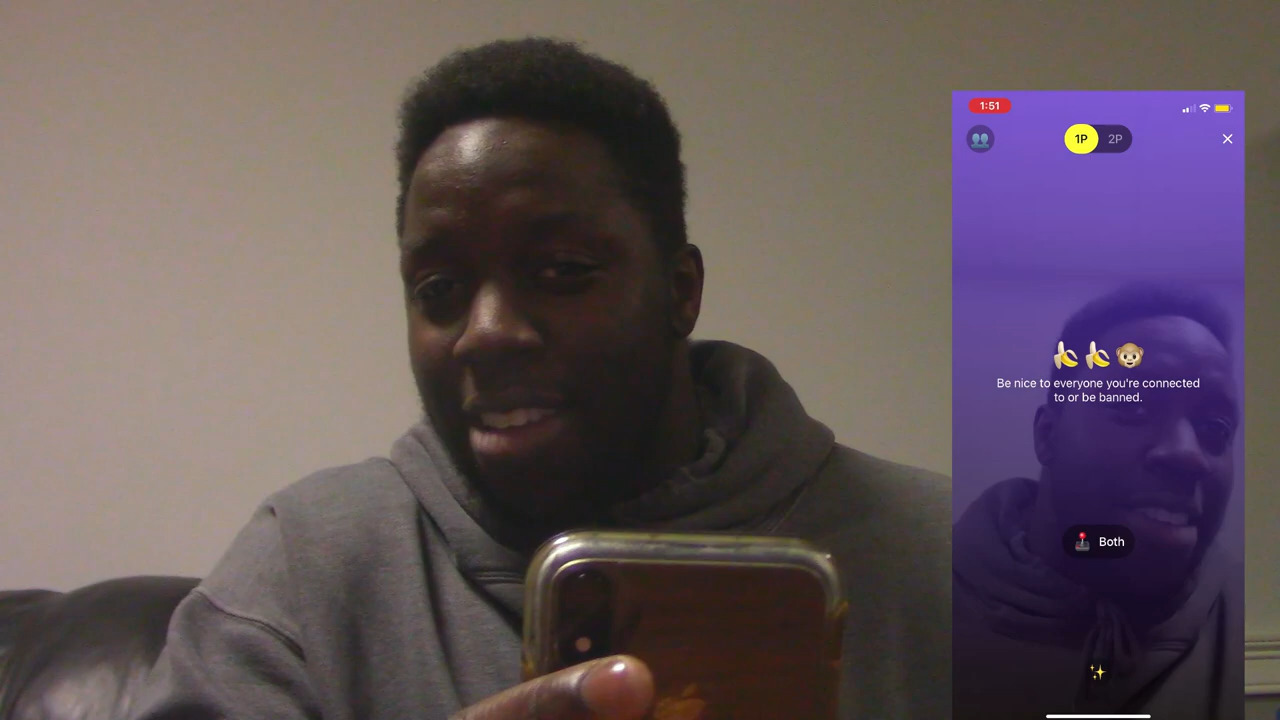 1:51
1P 2P
Be nice to everyone you're connected
to or be banned.
Both